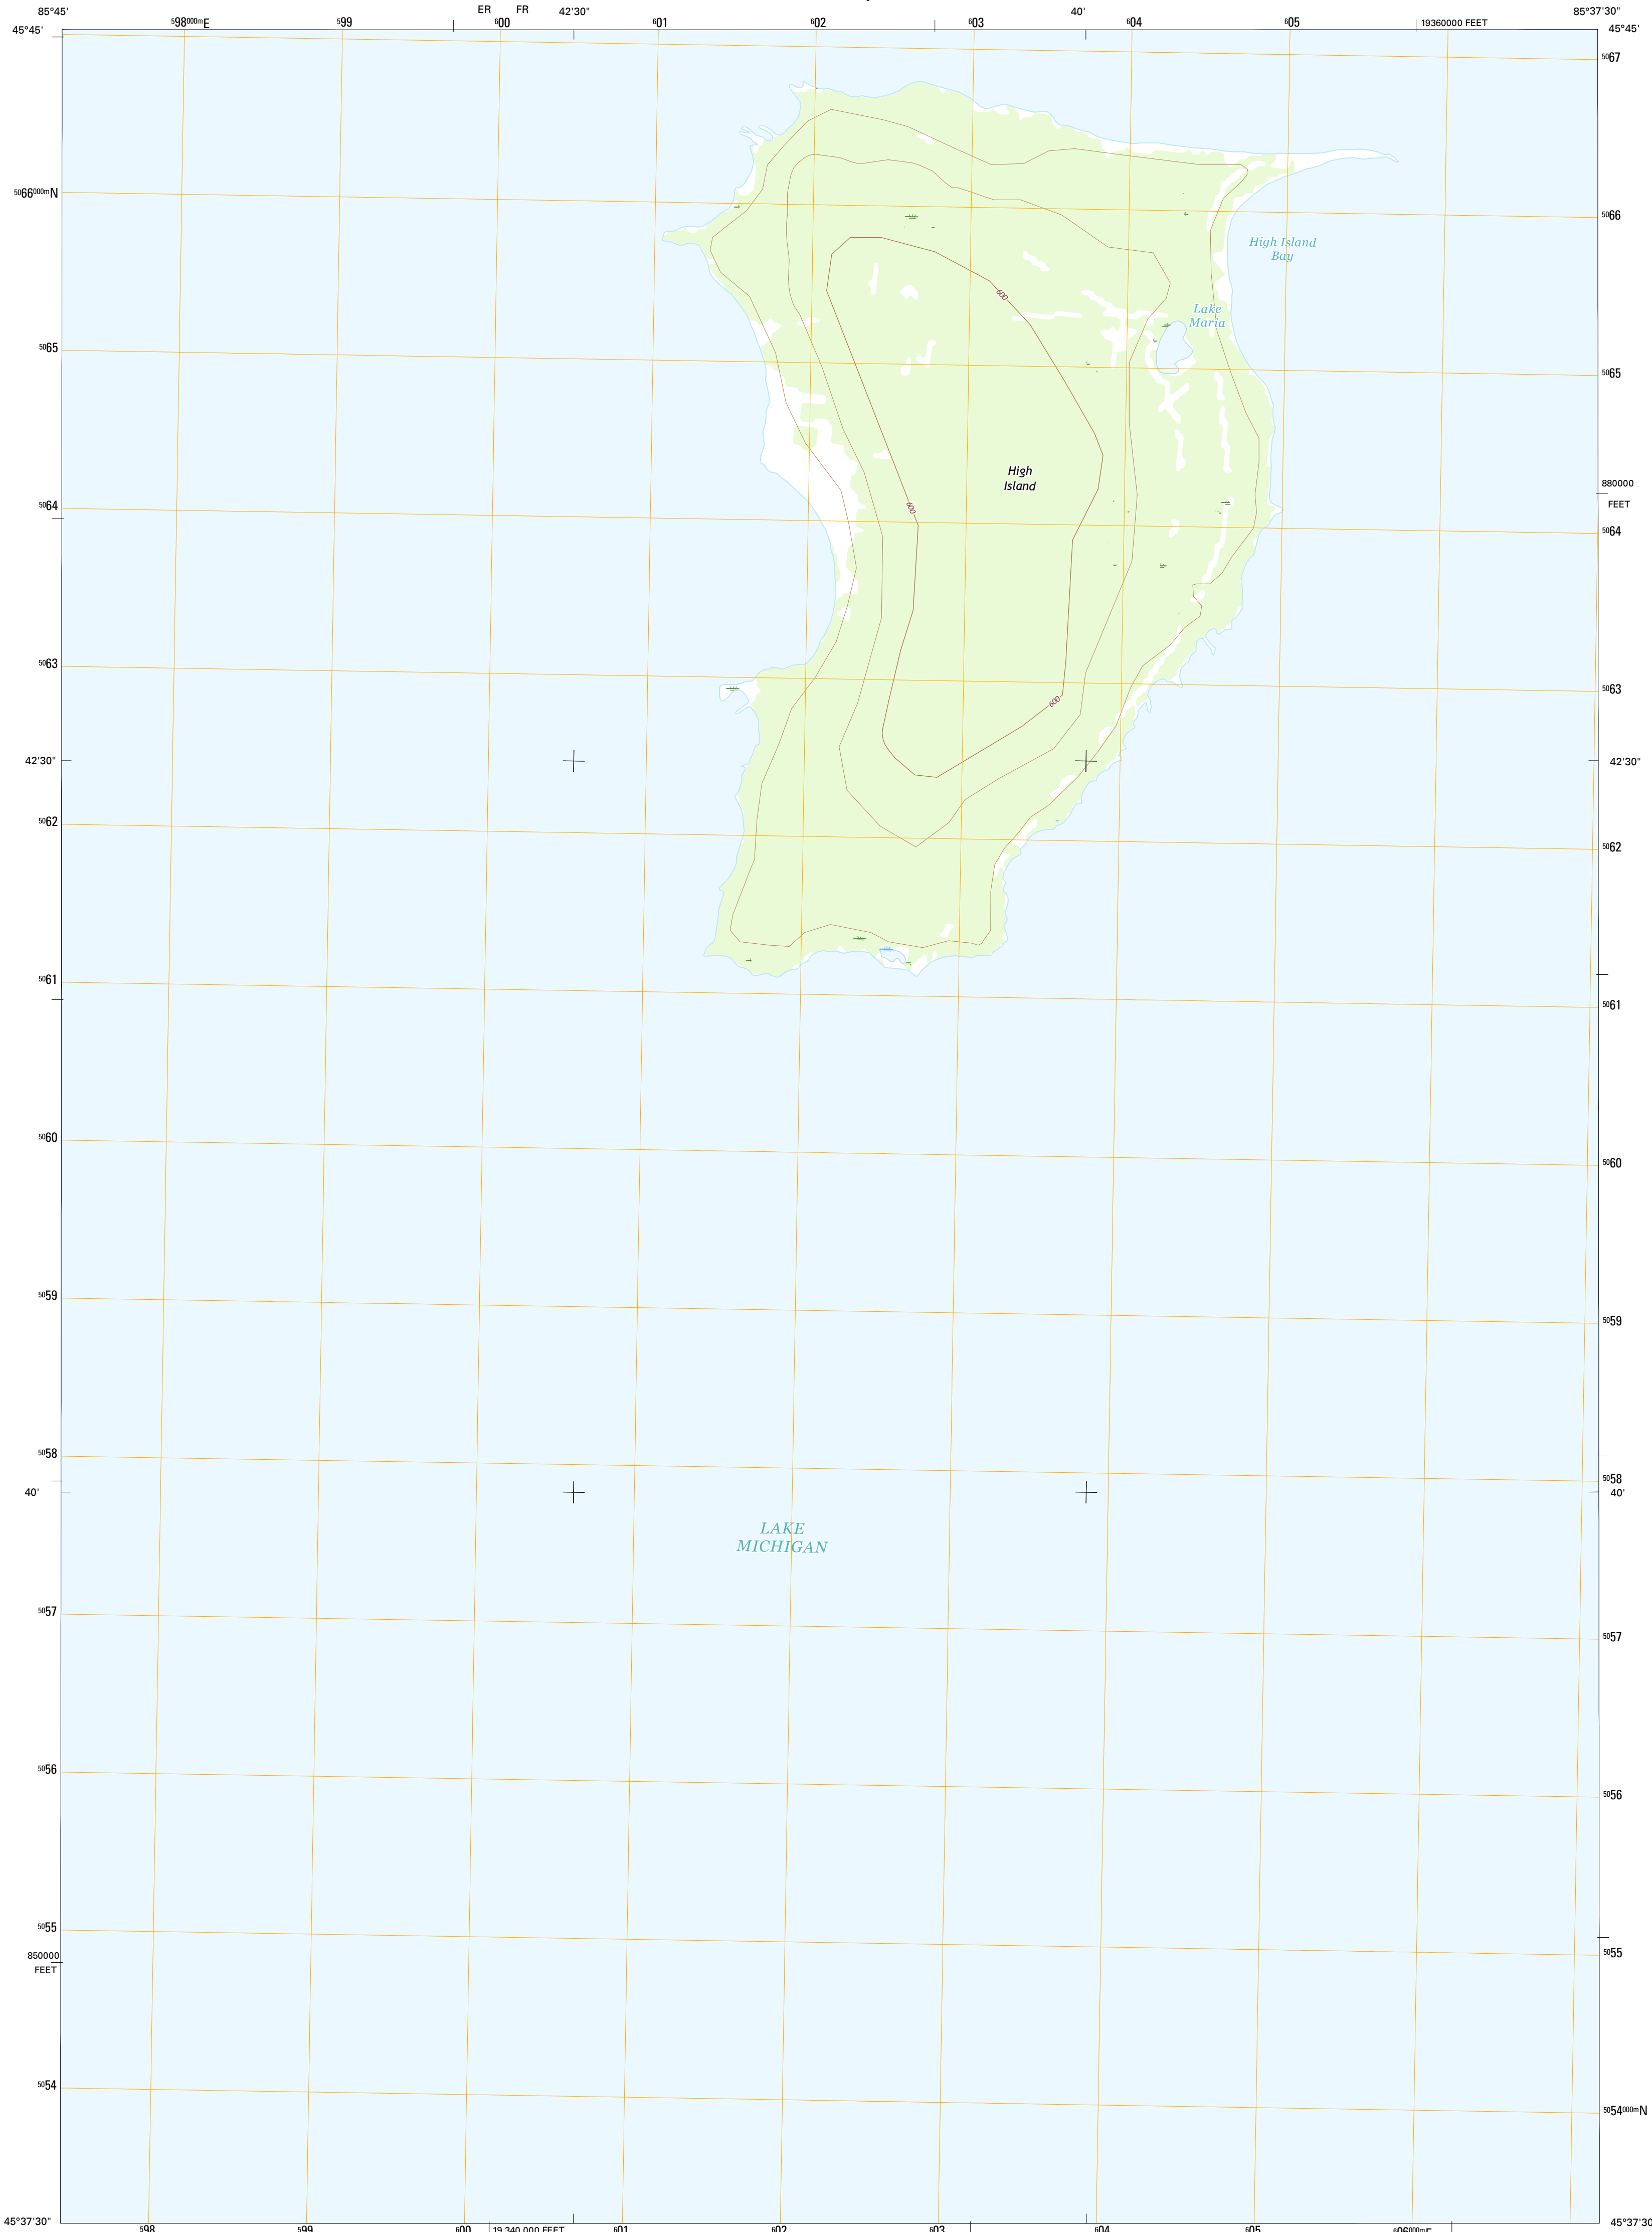 85°45' ER FR 42'30" 40' 85°37'30"
598000mE 599 600 601 602 603 604 605 19360000 FEET
45°45' 45°45'
5067
5066000mN
5066
High Island
Bay
Lake
Maria
5065
5065
High
Island
600
600
600
880000
FEET
5064
5064
5063
5063
42'30" 42'30"
5062
5062
5061
5061
5060
5060
5059
5059
5058
5058
40' 40'
LAKE
MICHIGAN
5057
5057
5056
5056
5055
5055
850000
FEET
5054
5054000mN
45°37'30" 45°37'30"
598 599 600 19 340 000 FEET 601 602 603 604 605 606000mE